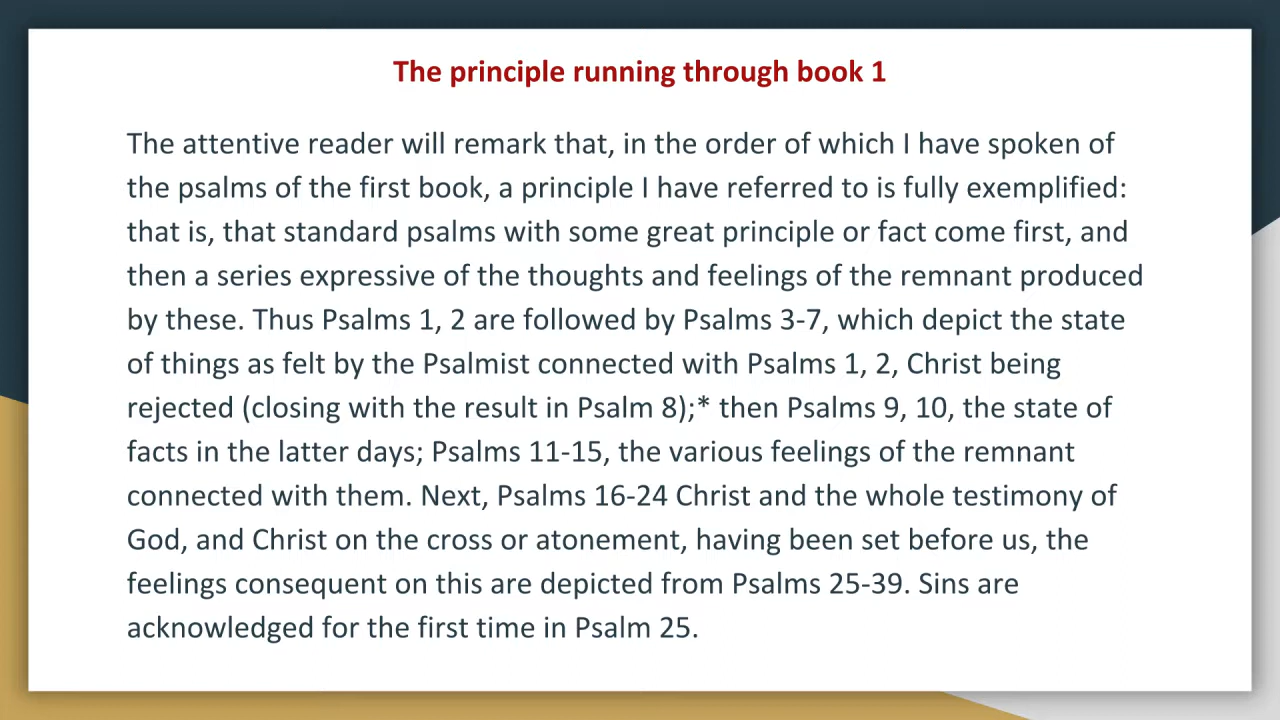 The principle running through book 1
The attentive reader will remark that, in the order of which I have spoken of
the psalms of the first book, a principle I have referred to is fully exemplified:
that is, that standard psalms with some great principle or fact come first, and
then a series expressive of the thoughts and feelings of the remnant produced
by these. Thus Psalms 1, 2 are followed by Psalms 3-7, which depict the state
of things as felt by the Psalmist connected with Psalms 1, 2, Christ being
rejected (closing with the result in Psalm 8);* then Psalms 9, 10, the state of
facts in the latter days; Psalms 11-15, the various feelings of the remnant
connected with them. Next, Psalms 16-24 Christ and the whole testimony of
God, and Christ on the cross or atonement, having been set before us, the
feelings consequent on this are depicted from Psalms 25-39. Sins are
acknowledged for the first time in Psalm 25.